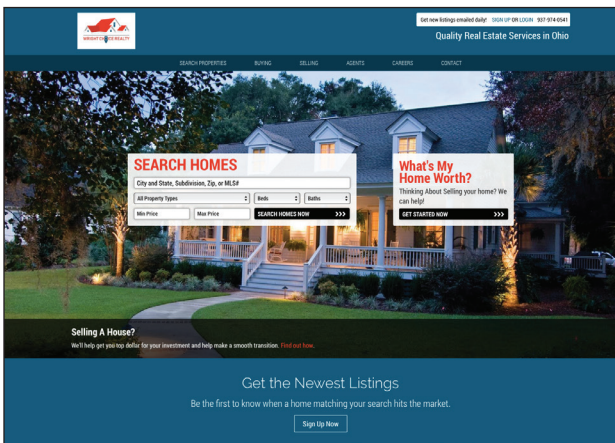 Get new listings emailed daily! SIGN UP OR LOGIN 937-974-0541
WRIGHT CHOICE REALTY
Quality Real Estate Services in Ohio
SEARCH PROPERTIES BUYING SELLING AGENTS CAREERS CONTACT
SEARCH HOMES
City and State, Subdivision, Zip, or MLS#
All Property Types Beds Baths
Min Price Max Price SEARCH HOMES NOW >>>
What's My
Home Worth?
Thinking About Selling your home? We
can help!
GET STARTED NOW >>>
Selling A House?
We'll help get you top dollar for your investment and help make a smooth transition. Find out how.
Get the Newest Listings
Be the first to know when a home matching your search hits the market.
Sign Up Now